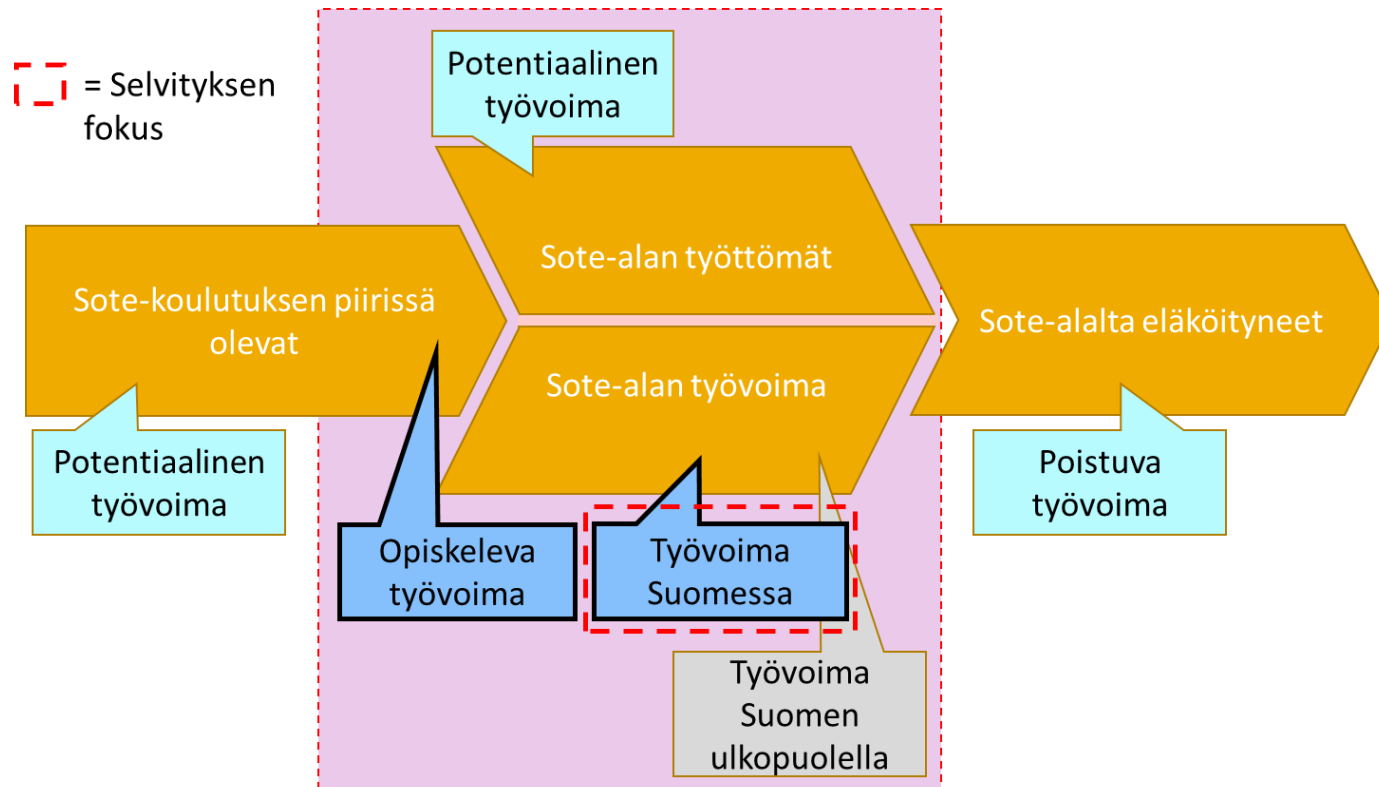 = Selvityksen
fokus
Potentiaalinen
työvoima
Sote-alan työttömät
Sote-koulutuksen piirissä
olevat
Sote-alalta eläköityneet
Sote-alan työvoima
Potentiaalinen
työvoima
Poistuva
työvoima
Opiskeleva
työvoima
Työvoima
Suomessa
Työvoima
Suomen
ulkopuolella